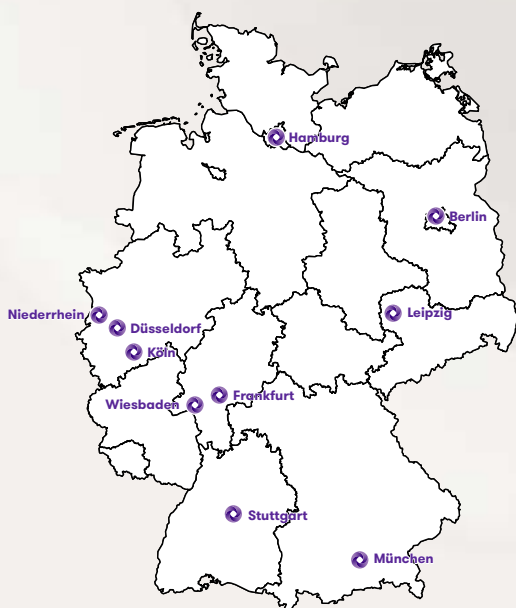 Hamburg
Berlin
Niederrhein
Leipzig
Düsseldorf
Köln
Frankfurt
Wiesbaden
Stuttgart
München